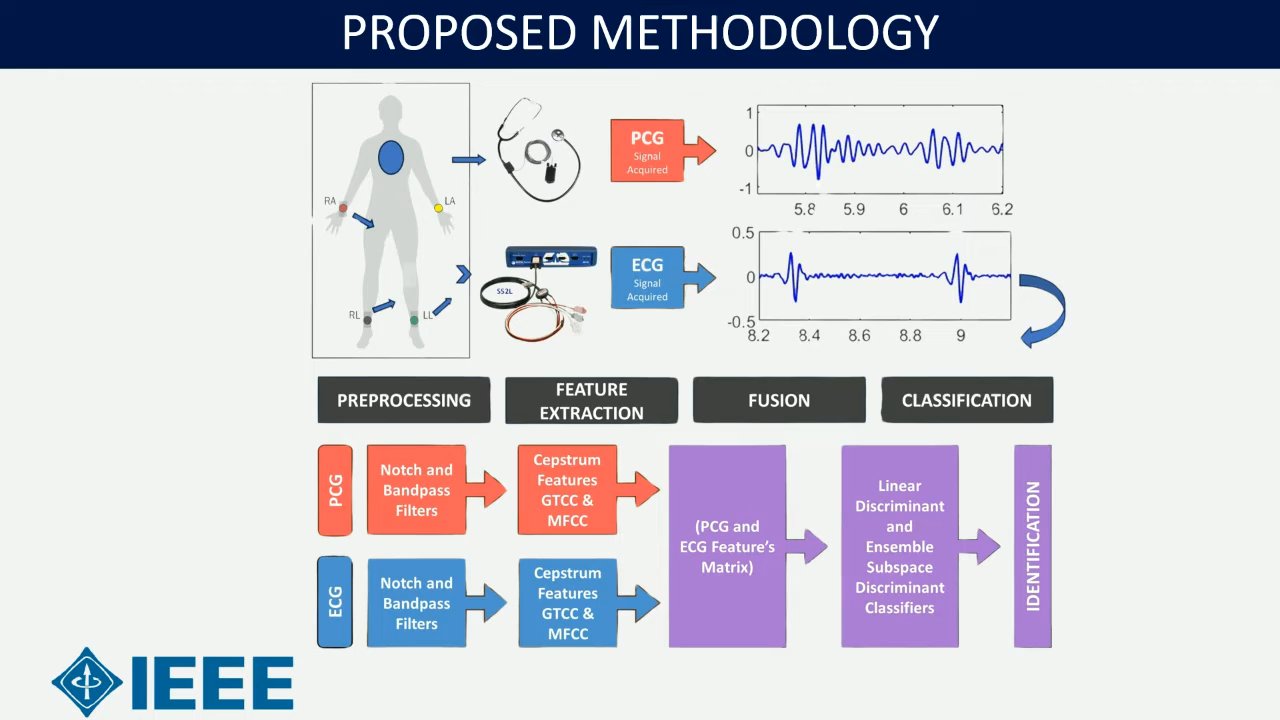 PROPOSED METHODOLOGY
RA
LA
RL
LL
SS2L
PCG
Signal
Acquired
1
0
-1
5.8
5.9
6
6.1
6.2
ECG
Signal
Acquired
0.5
0
-0.5
8.2
8.4
8.6
8.8
9
PREPROCESSING
FEATURE
EXTRACTION
FUSION
CLASSIFICATION
PCG
Notch and
Bandpass
Filters
Cepstrum
Features
GTCC &
MFCC
ECG
Notch and
Bandpass
Filters
Cepstrum
Features
GTCC &
MFCC
(PCG and
ECG Feature's
Matrix)
Linear
Discriminant
and
Ensemble
Subspace
Discriminant
Classifiers
IDENTIFICATION
IEEE